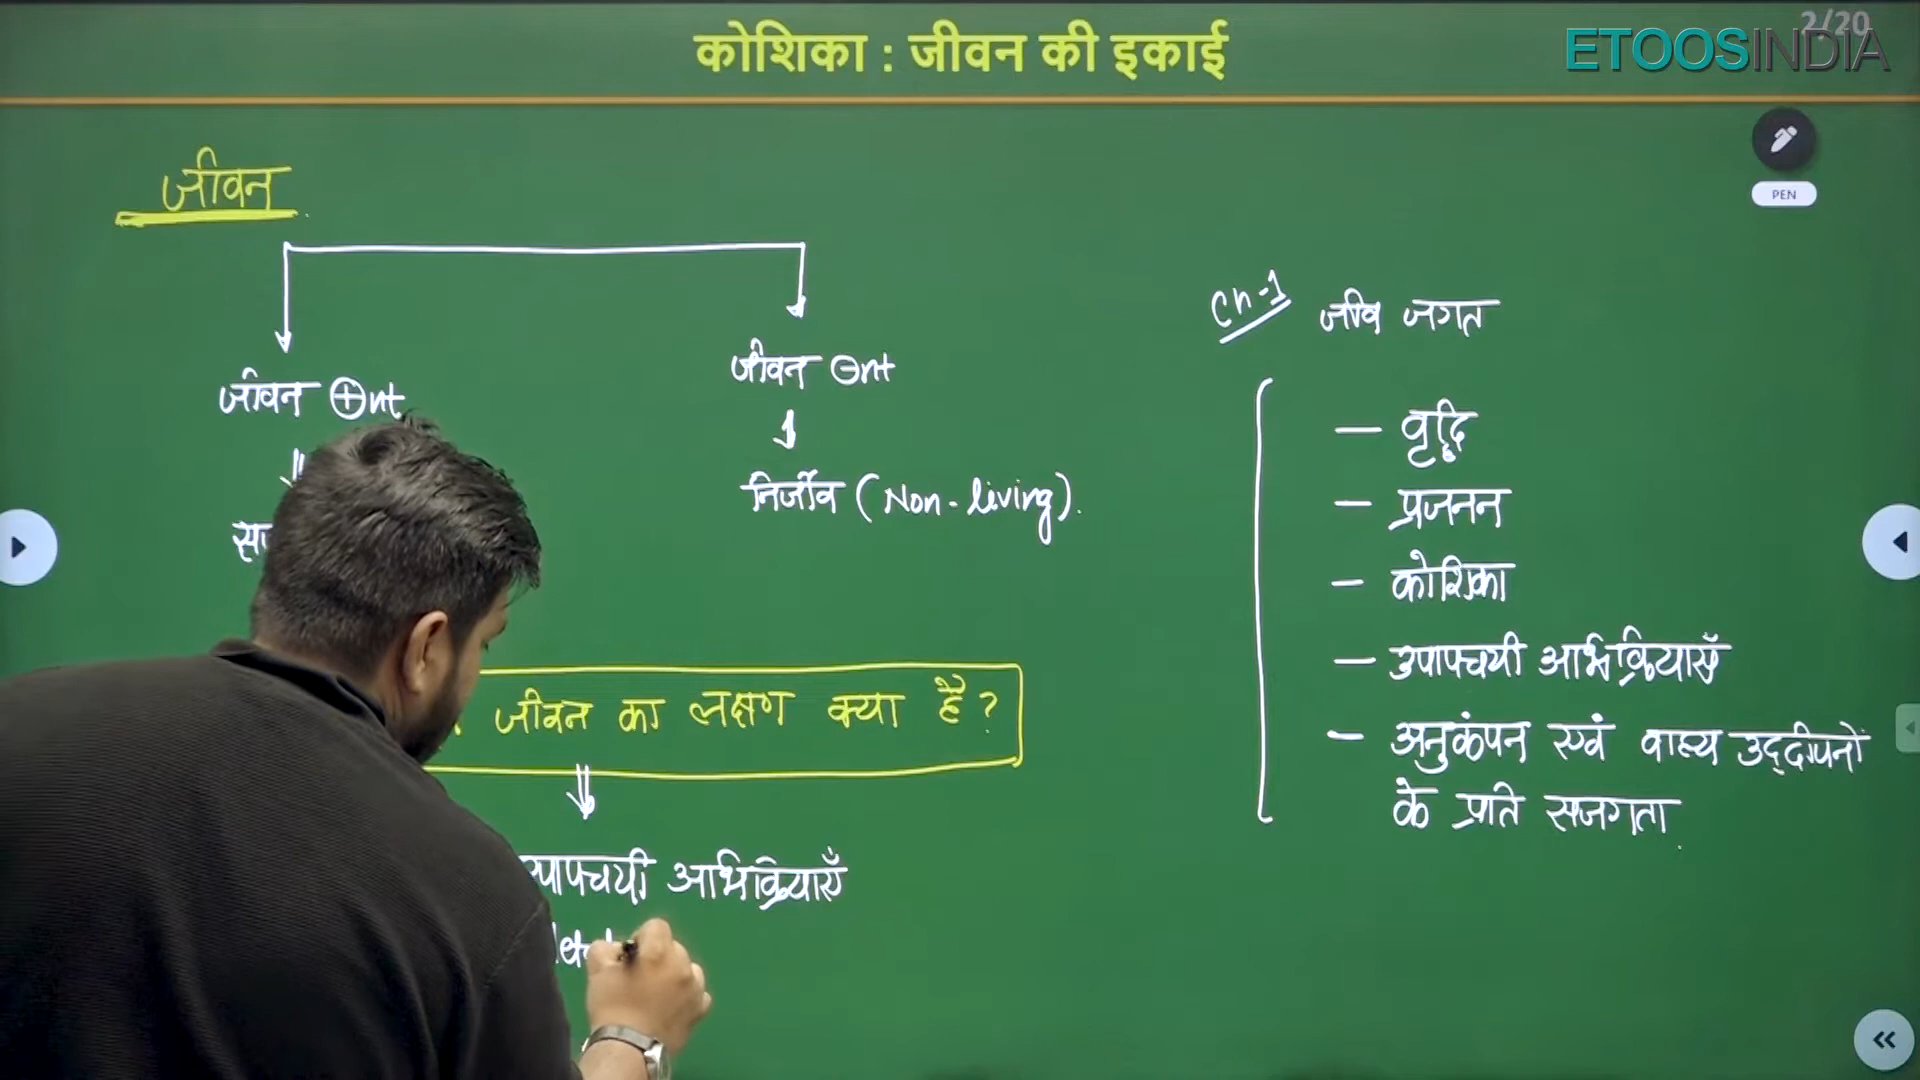 कोशिका : जीवन की इकाई
2/20
ETOOSINDIA
PEN
जीवन
जीवन ⊕nt
जीवन ⊖nt
निर्जीव (Non-living).
जीवन का लक्षण क्या है?
अभिक्रियाएँ
Ch-1 जीव जगत
— वृद्धि
— प्रजनन
— कोशिका
— उपापचयी अभिक्रियाएँ
— अनुकंपन एवं बाह्य उद्दीपनों
के प्रति सजगता